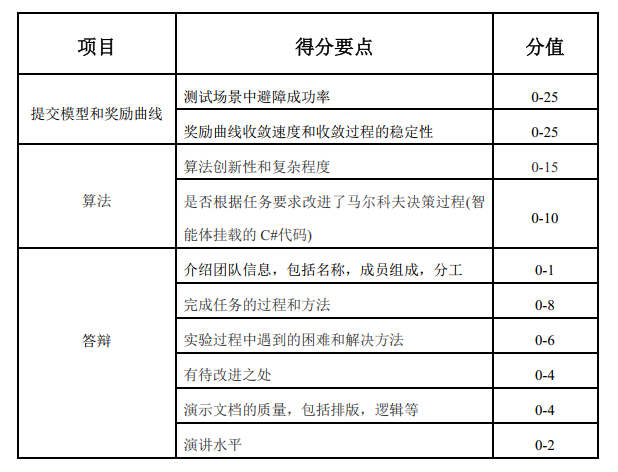 项目 得分要点 分值
提交模型和奖励曲线 测试场景中避障成功率 0-25
奖励曲线收敛速度和收敛过程的稳定性 0-25
算法 算法创新性和复杂程度 0-15
是否根据任务要求改进了马尔科夫决策过程(智
能体挂载的 C#代码) 0-10
答辩 介绍团队信息，包括名称，成员组成，分工 0-1
完成任务的过程和方法 0-8
实验过程中遇到的困难和解决方法 0-6
有待改进之处 0-4
演示文档的质量，包括排版，逻辑等 0-4
演讲水平 0-2